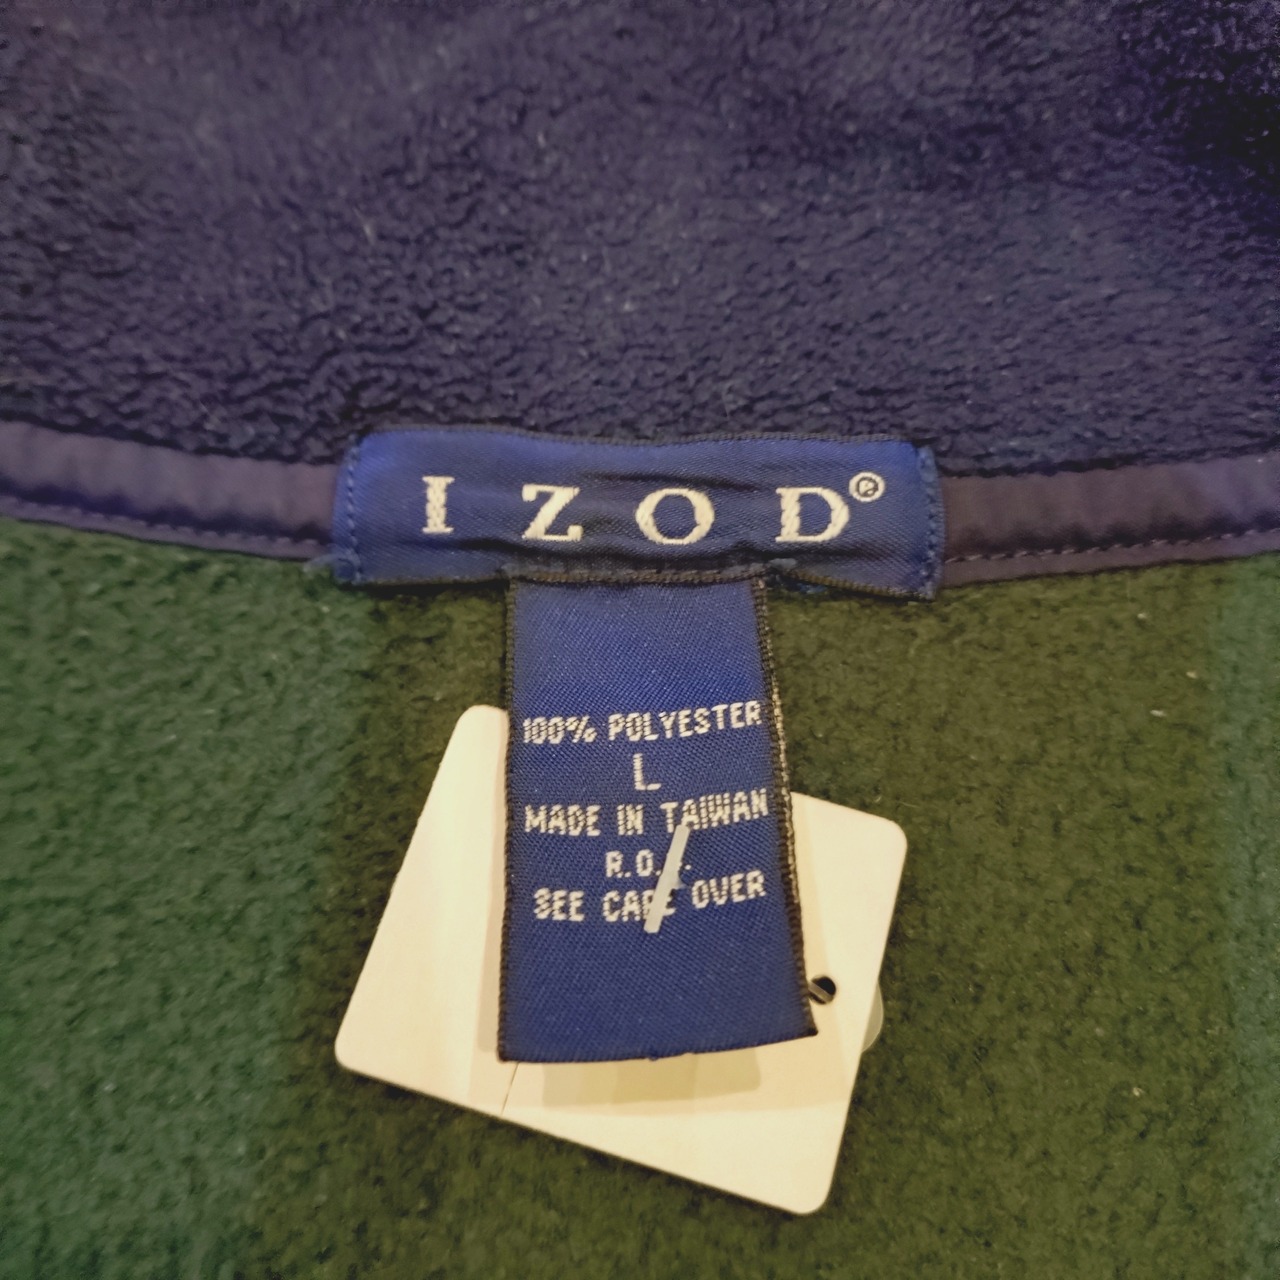 IZOD®
100% POLYESTER
L
MADE IN TAIWAN
R.O.
SEE CARE OVER